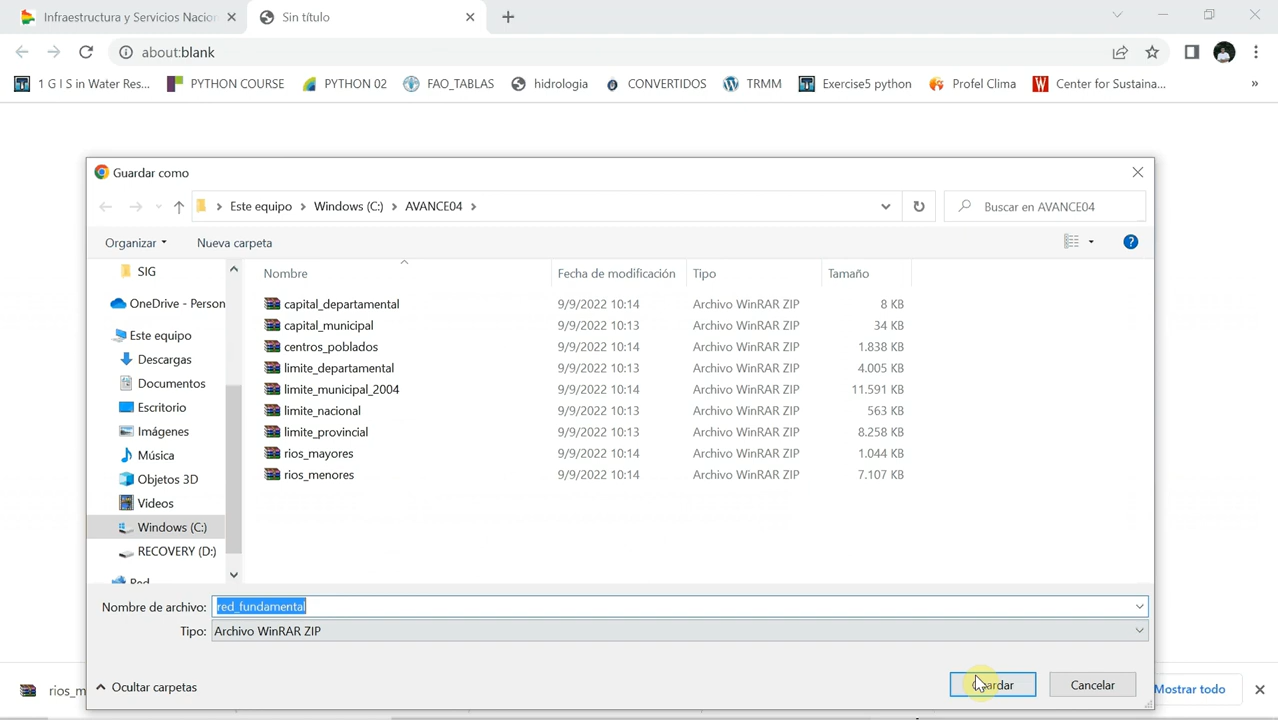 Infraestructura y Servicios Nacion
Sin título
about:blank
1 G I S in Water Res...
PYTHON COURSE
PYTHON 02
FAO_TABLAS
hidrologia
CONVERTIDOS
TRMM
Exercise5 python
Profel Clima
Center for Sustaina...
»
Guardar como
Este equipo > Windows (C:) > AVANCE04 >
Buscar en AVANCE04
Organizar
Nueva carpeta
SIG
OneDrive - Person
Este equipo
Descargas
Documentos
Escritorio
Imágenes
Música
Objetos 3D
Videos
Windows (C:)
RECOVERY (D:)
Red
Nombre Fecha de modificación Tipo Tamaño
capital_departamental 9/9/2022 10:14 Archivo WinRAR ZIP 8 KB
capital_municipal 9/9/2022 10:13 Archivo WinRAR ZIP 34 KB
centros_poblados 9/9/2022 10:14 Archivo WinRAR ZIP 1.838 KB
limite_departamental 9/9/2022 10:13 Archivo WinRAR ZIP 4.005 KB
limite_municipal_2004 9/9/2022 10:14 Archivo WinRAR ZIP 11.591 KB
limite_nacional 9/9/2022 10:13 Archivo WinRAR ZIP 563 KB
limite_provincial 9/9/2022 10:13 Archivo WinRAR ZIP 8.258 KB
rios_mayores 9/9/2022 10:14 Archivo WinRAR ZIP 1.044 KB
rios_menores 9/9/2022 10:14 Archivo WinRAR ZIP 7.107 KB
Nombre de archivo: red_fundamental
Tipo: Archivo WinRAR ZIP
Ocultar carpetas
Guardar
Cancelar
rios_m
Mostrar todo